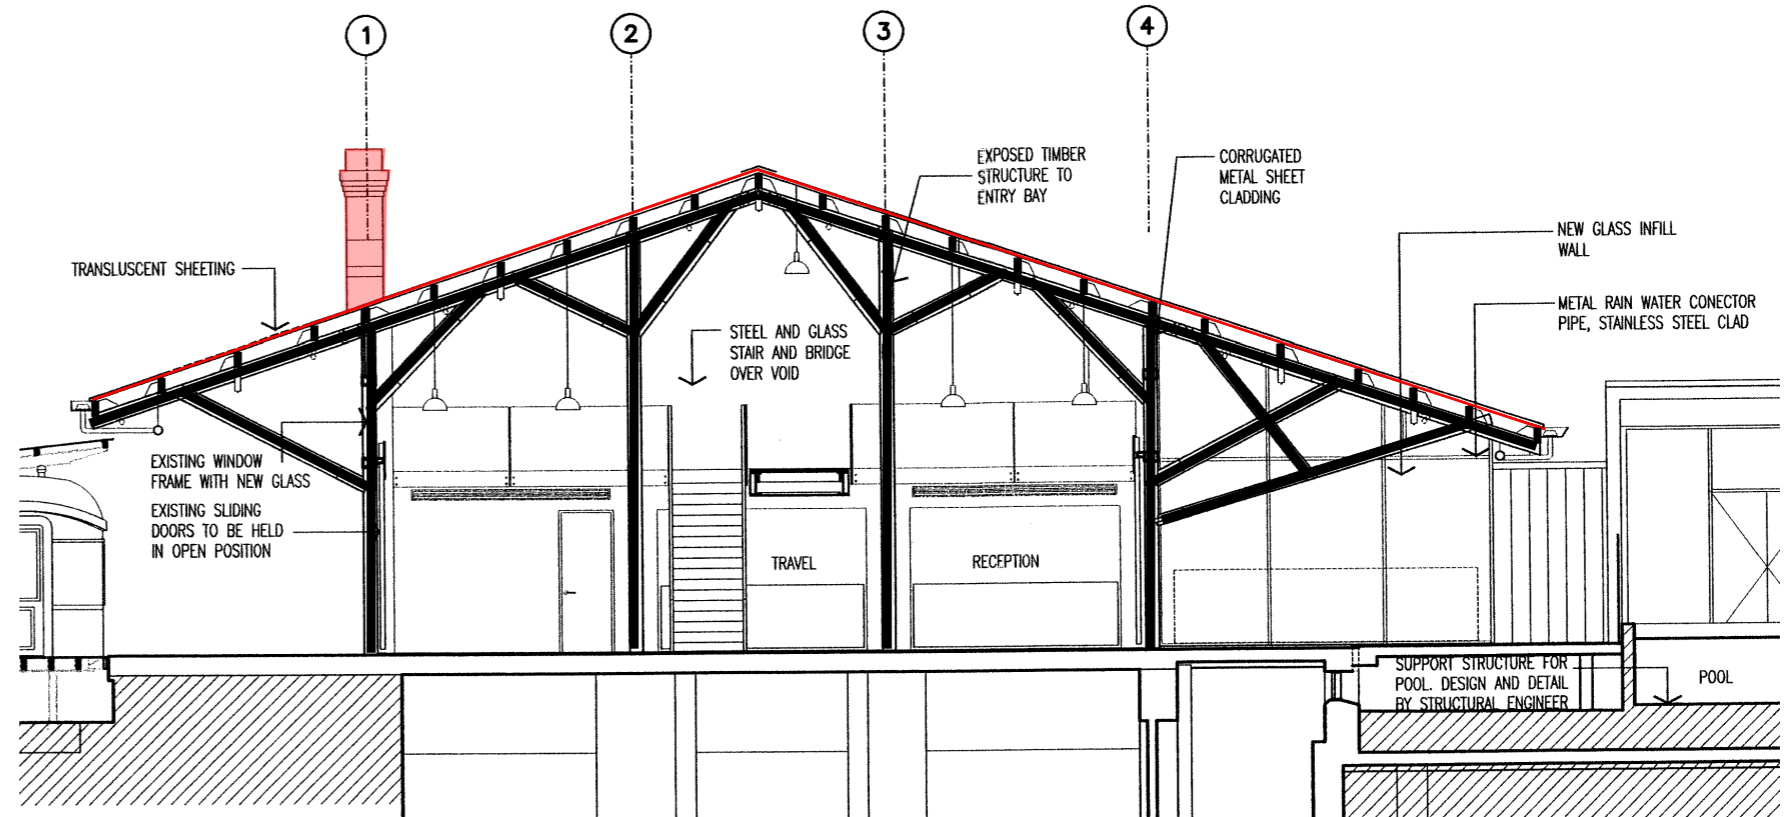 1
2
3
4
EXPOSED TIMBER
STRUCTURE TO
ENTRY BAY
CORRUGATED
METAL SHEET
CLADDING
NEW GLASS INFILL
WALL
TRANSLUSCENT SHEETING
METAL RAIN WATER CONECTOR
PIPE, STAINLESS STEEL CLAD
STEEL AND GLASS
STAIR AND BRIDGE
OVER VOID
EXISTING WINDOW
FRAME WITH NEW GLASS
EXISTING SLIDING
DOORS TO BE HELD
IN OPEN POSITION
TRAVEL
RECEPTION
SUPPORT STRUCTURE FOR
POOL. DESIGN AND DETAIL
BY STRUCTURAL ENGINEER
POOL